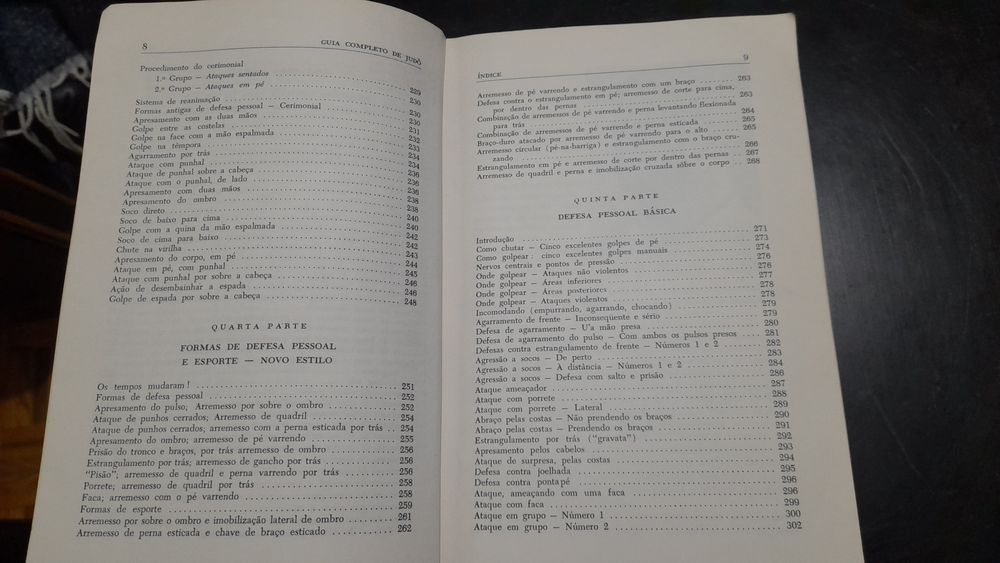 8 GUIA COMPLETO DE JUDÔ
Procedimento do cerimonial
1.º Grupo — Ataques sentados ........ 229
2.º Grupo — Ataques em pé ........ 230
Sistema de reanimação ........ 230
Formas antigas de defesa pessoal — Cerimonial ........ 230
Apresamento com as duas mãos ........ 231
Golpe entre as costelas ........ 232
Golpe na face com a mão espalmada ........ 233
Golpe na têmpora ........ 234
Agarramento por trás ........ 234
Ataque com punhal ........ 236
Ataque de punhal sobre a cabeça ........ 236
Ataque com o punhal, de lado ........ 236
Apresamento com duas mãos ........ 238
Apresamento do ombro ........ 238
Soco direto ........ 240
Soco de baixo para cima ........ 240
Golpe com a quina da mão espalmada ........ 242
Soco de cima para baixo ........ 242
Chute na virilha ........ 243
Apresamento do corpo, em pé ........ 244
Ataque em pé, com punhal ........ 245
Ataque com punhal por sobre a cabeça ........ 246
Ação de desembainhar a espada ........ 246
Golpe de espada por sobre a cabeça ........ 248
QUARTA PARTE
FORMAS DE DEFESA PESSOAL
E ESPORTE — NOVO ESTILO
Os tempos mudaram! ........ 251
Formas de defesa pessoal ........ 252
Apresamento do pulso; Arremesso por sobre o ombro ........ 252
Ataque de punhos cerrados; Arremesso de quadril ........ 254
Ataque de punhos cerrados; arremesso com a perna esticada por trás .. 254
Apresamento do ombro; arremesso de pé varrendo ........ 255
Prisão do tronco e braços, por trás arremesso de ombro ........ 256
Estrangulamento por trás; arremesso de gancho por trás ........ 256
"Pisão"; arremesso de quadril e perna varrendo por trás ........ 256
Porrete; arremesso de quadril por trás ........ 258
Faca; arremesso com o pé varrendo ........ 258
Formas de esporte ........ 259
Arremesso por sobre o ombro e imobilização lateral de ombro ........ 261
Arremesso de perna esticada e chave de braço esticado ........ 262
ÍNDICE 9
Arremesso de pé varrendo e estrangulamento com um braço ........ 263
Defesa contra o estrangulamento em pé; arremesso de corte para cima,
por dentro das pernas ........ 263
Combinação de arremessos de pé varrendo e perna levantando flexionada
para trás ........ 264
Combinação de arremessos de pé varrendo e perna esticada ........ 265
Braço-duro atacado por arremesso de pé varrendo para o alto ........ 265
Arremesso circular (pé-na-barriga) e estrangulamento com o braço cru-
zando ........ 266
Estrangulamento em pé e arremesso de corte por dentro das pernas .. 267
Arremesso de quadril e perna e imobilização cruzada sôbre o corpo .. 268
QUINTA PARTE
DEFESA PESSOAL BÁSICA
Introdução ........ 271
Como chutar — Cinco excelentes golpes de pé ........ 273
Como golpear: cinco excelentes golpes manuais ........ 274
Nervos centrais e pontos de pressão ........ 276
Onde golpear — Ataques não violentos ........ 276
Onde golpear — Áreas inferiores ........ 277
Onde golpear — Áreas posteriores ........ 278
Onde golpear — Ataques violentos ........ 278
Incomodando (empurrando, agarrando, chocando) ........ 279
Agarramento de frente — Inconseqüente e sério ........ 279
Defesa de agarramento — U'a mão presa ........ 280
Defesa de agarramento do pulso — Com ambos os pulsos presos ........ 281
Defesas contra estrangulamento de frente — Números 1 e 2 ........ 282
Agressão a socos — De perto ........ 283
Agressão a socos — À distância — Números 1 e 2 ........ 284
Agressão a socos — Defesa com salto e prisão ........ 286
Ataque ameaçador ........ 287
Ataque com porrete ........ 288
Ataque com porrete — Lateral ........ 289
Abraço pelas costas — Não prendendo os braços ........ 290
Abraço pelas costas — Prendendo os braços ........ 291
Estrangulamento por trás ("gravata") ........ 292
Apresamento pelos cabelos ........ 293
Ataque de surpresa, pelas costas ........ 294
Defesa contra joelhada ........ 295
Defesa contra pontapé ........ 296
Ataque, ameaçando com uma faca ........ 296
Ataque com faca ........ 299
Ataque em grupo — Número 1 ........ 300
Ataque em grupo — Número 2 ........ 302